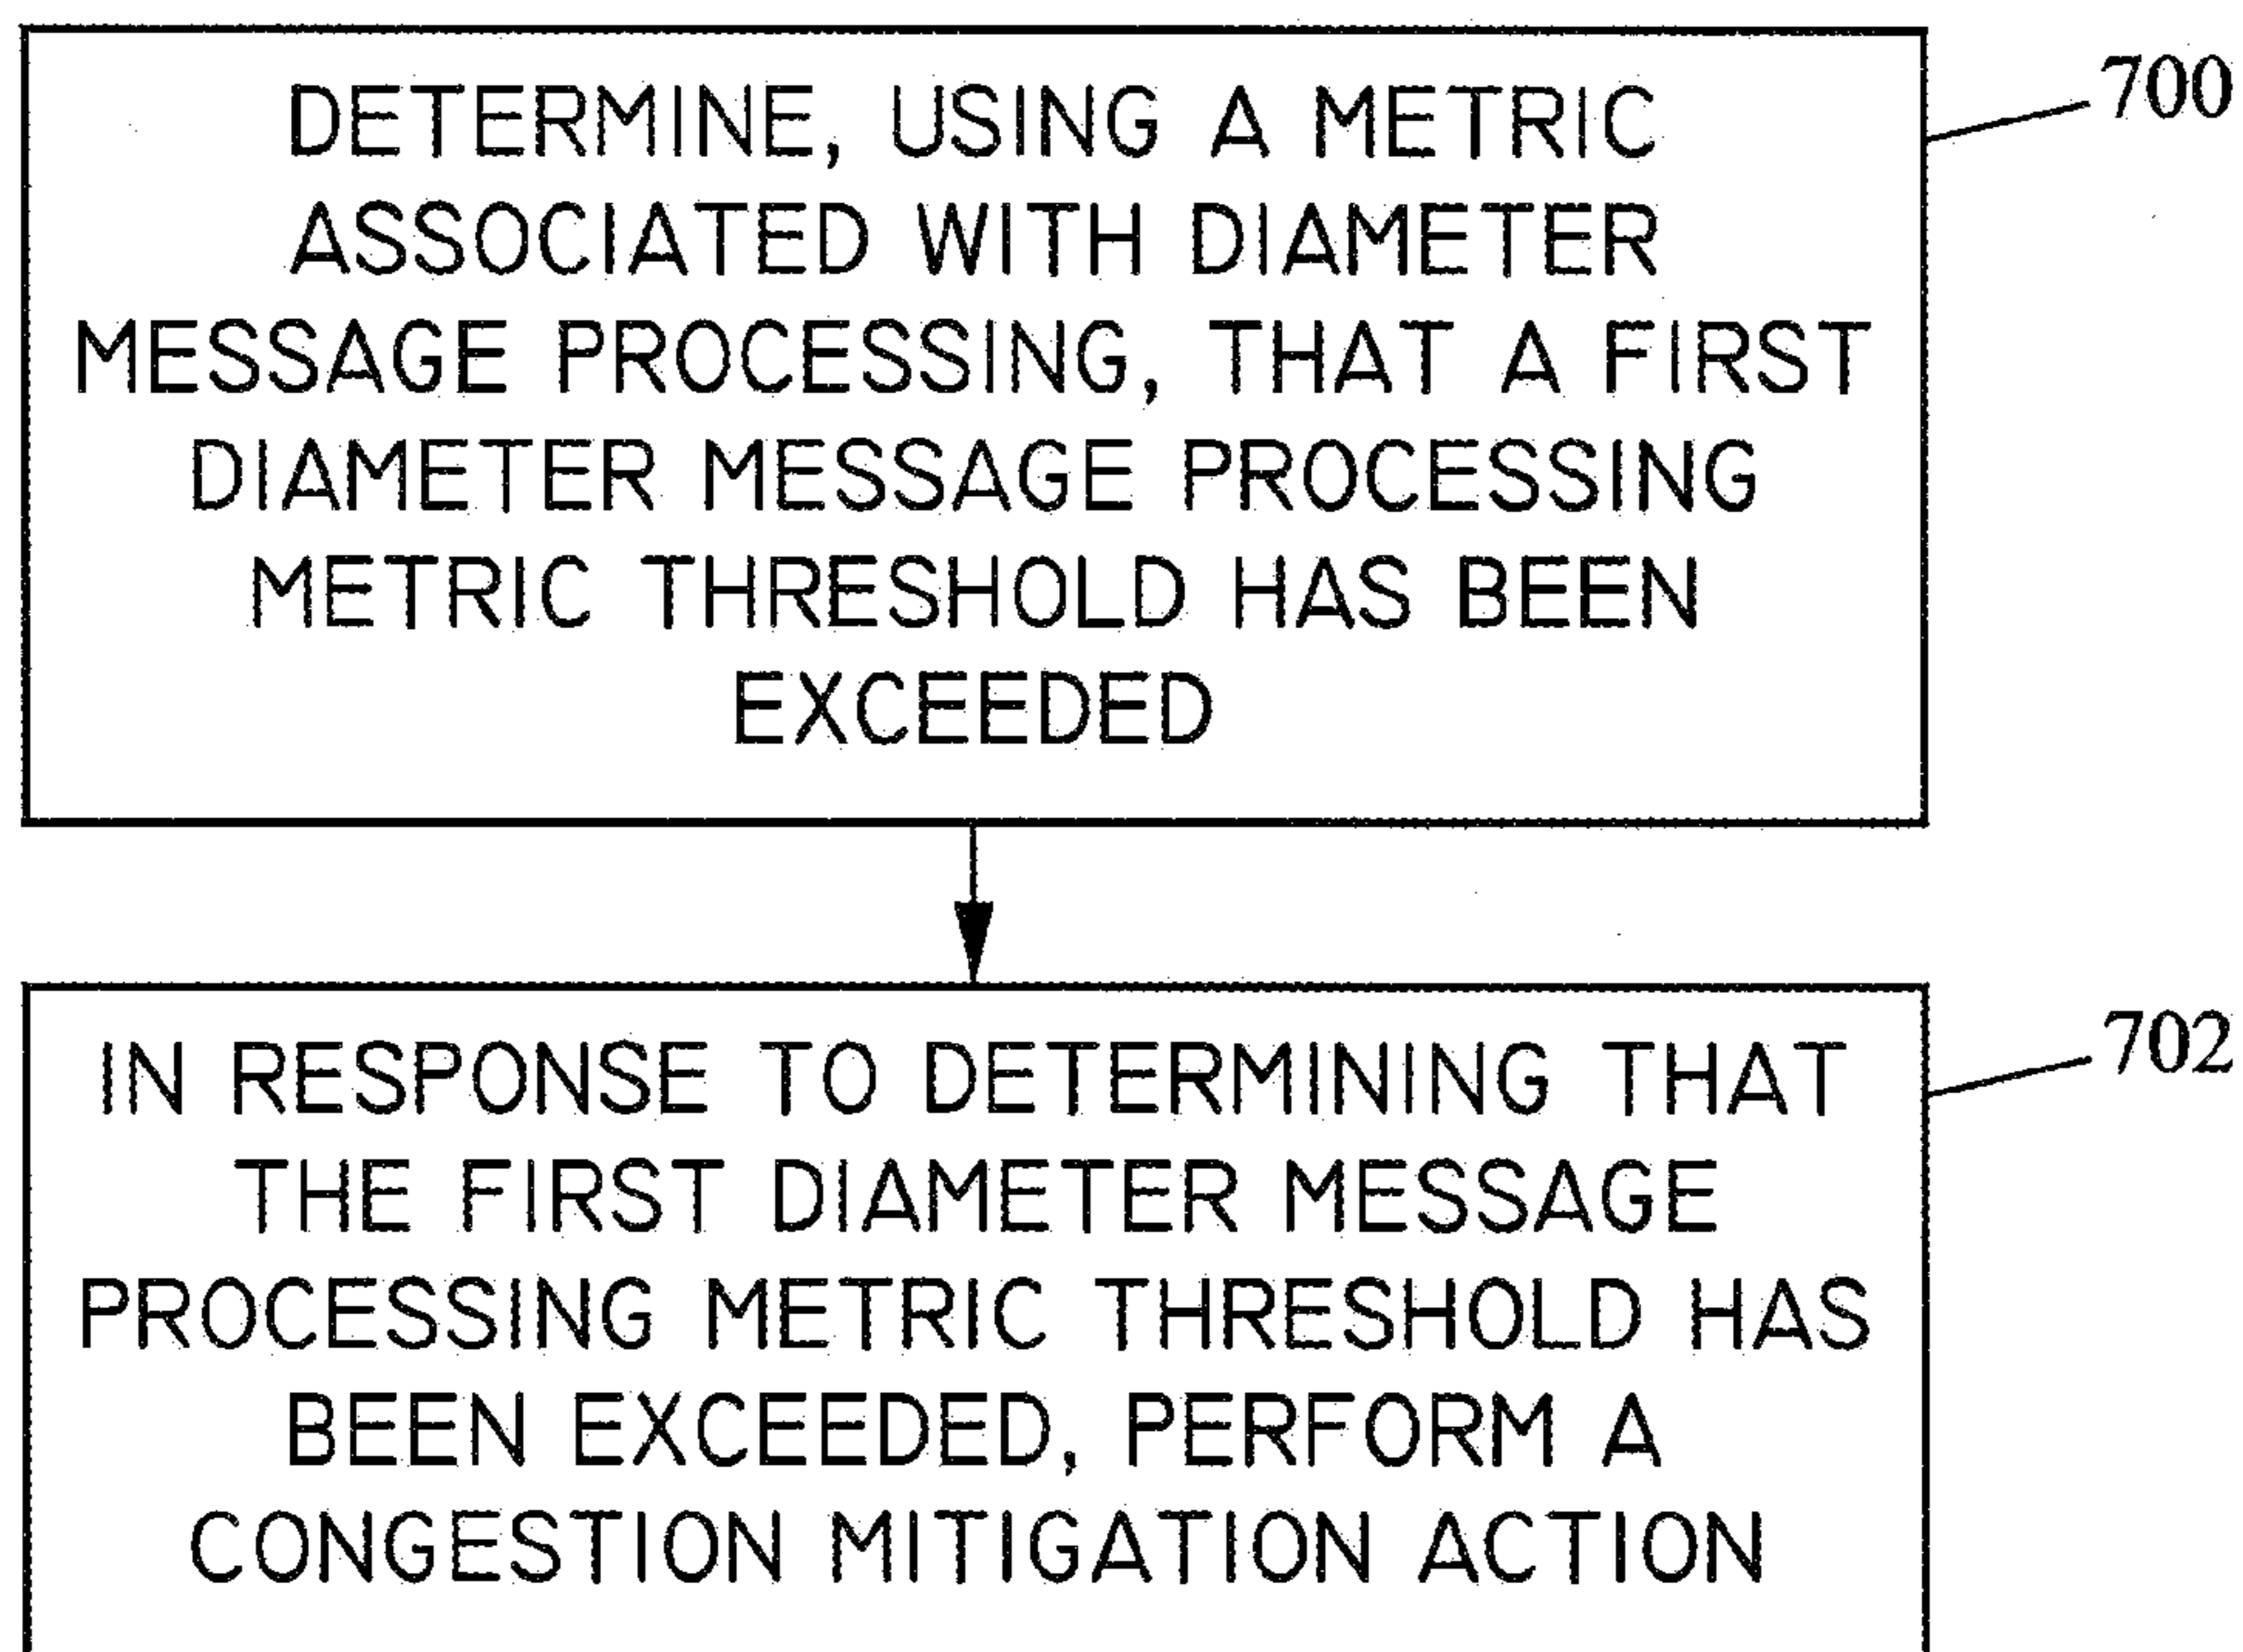 DETERMINE, USING A METRIC
ASSOCIATED WITH DIAMETER
MESSAGE PROCESSING, THAT A FIRST
DIAMETER MESSAGE PROCESSING
METRIC THRESHOLD HAS BEEN
EXCEEDED
700
IN RESPONSE TO DETERMINING THAT
THE FIRST DIAMETER MESSAGE
PROCESSING METRIC THRESHOLD HAS
BEEN EXCEEDED, PERFORM A
CONGESTION MITIGATION ACTION
702